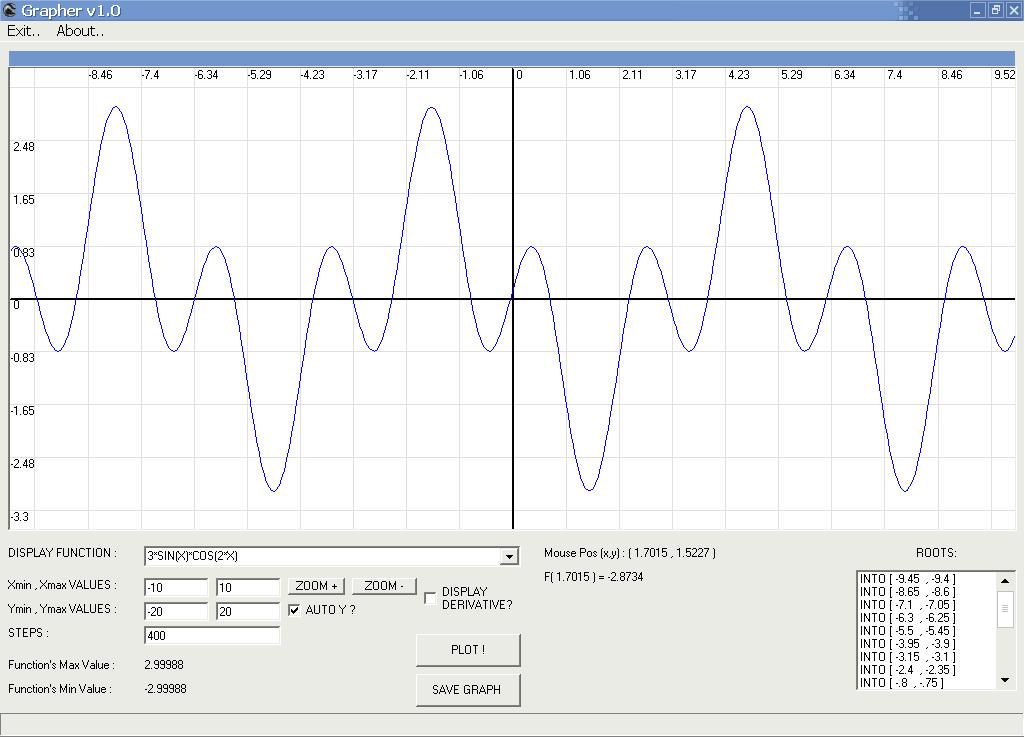 Grapher v1.0
Exit.. About..
-8.46 -7.4 -6.34 -5.29 -4.23 -3.17 -2.11 -1.06 0 1.06 2.11 3.17 4.23 5.29 6.34 7.4 8.46 9.52
2.48
1.65
0.83
0
-0.83
-1.65
-2.48
-3.3
DISPLAY FUNCTION : 3*SIN(X)*COS(2*X)
Xmin , Xmax VALUES : -10 10 ZOOM + ZOOM -
Ymin , Ymax VALUES : -20 20 AUTO Y ?
DISPLAY
DERIVATIVE?
STEPS : 400
PLOT !
Function's Max Value : 2.99988
Function's Min Value : -2.99988
SAVE GRAPH
Mouse Pos (x,y) : ( 1.7015 , 1.5227 )
F( 1.7015 ) = -2.8734
ROOTS:
INTO [ -9.45 , -9.4 ]
INTO [ -8.65 , -8.6 ]
INTO [ -7.1 , -7.05 ]
INTO [ -6.3 , -6.25 ]
INTO [ -5.5 , -5.45 ]
INTO [ -3.95 , -3.9 ]
INTO [ -3.15 , -3.1 ]
INTO [ -2.4 , -2.35 ]
INTO [ -.8 , -.75 ]